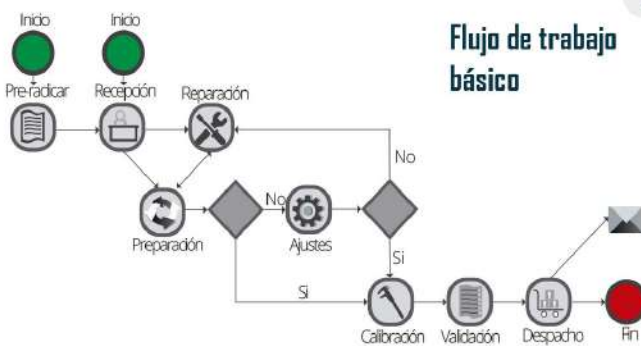 Inicio
Inicio
Flujo de trabajo
básico
Pre-radicar
Recepción
Reparación
No
No
Preparación
Ajustes
Si
Si
Calibración
Validación
Despacho
Fin